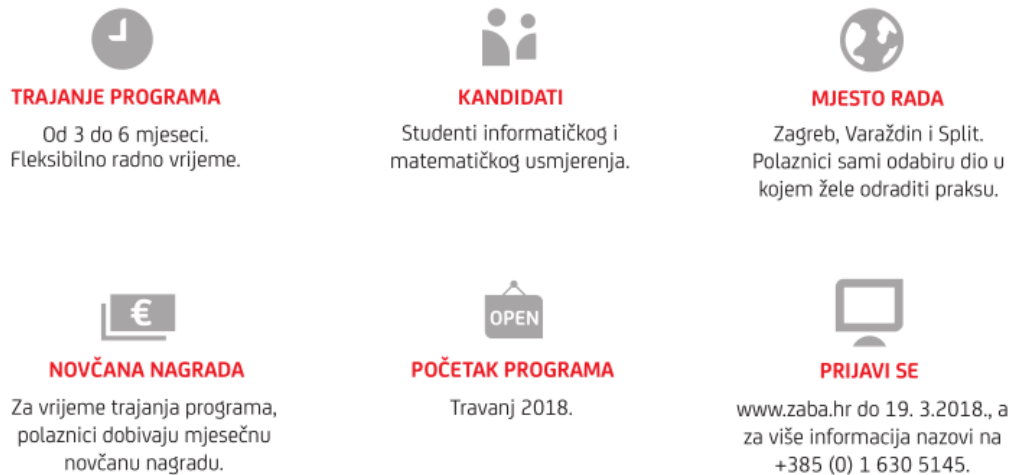 TRAJANJE PROGRAMA
Od 3 do 6 mjeseci.
Fleksibilno radno vrijeme.
KANDIDATI
Studenti informatičkog i
matematičkog usmjerenja.
MJESTO RADA
Zagreb, Varaždin i Split.
Polaznici sami odabiru dio u
kojem žele odraditi praksu.
€
NOVČANA NAGRADA
Za vrijeme trajanja programa,
polaznici dobivaju mjesečnu
novčanu nagradu.
OPEN
POČETAK PROGRAMA
Travanj 2018.
PRIJAVI SE
www.zaba.hr do 19. 3.2018., a
za više informacija nazovi na
+385 (0) 1 630 5145.